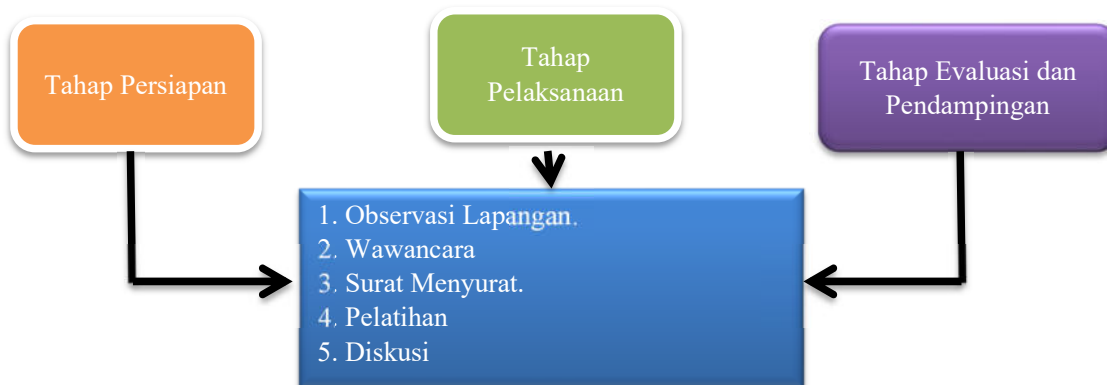 Tahap Persiapan
Tahap
Pelaksanaan
Tahap Evaluasi dan
Pendampingan
1. Observasi Lapangan.
2. Wawancara
3. Surat Menyurat.
4. Pelatihan
5. Diskusi